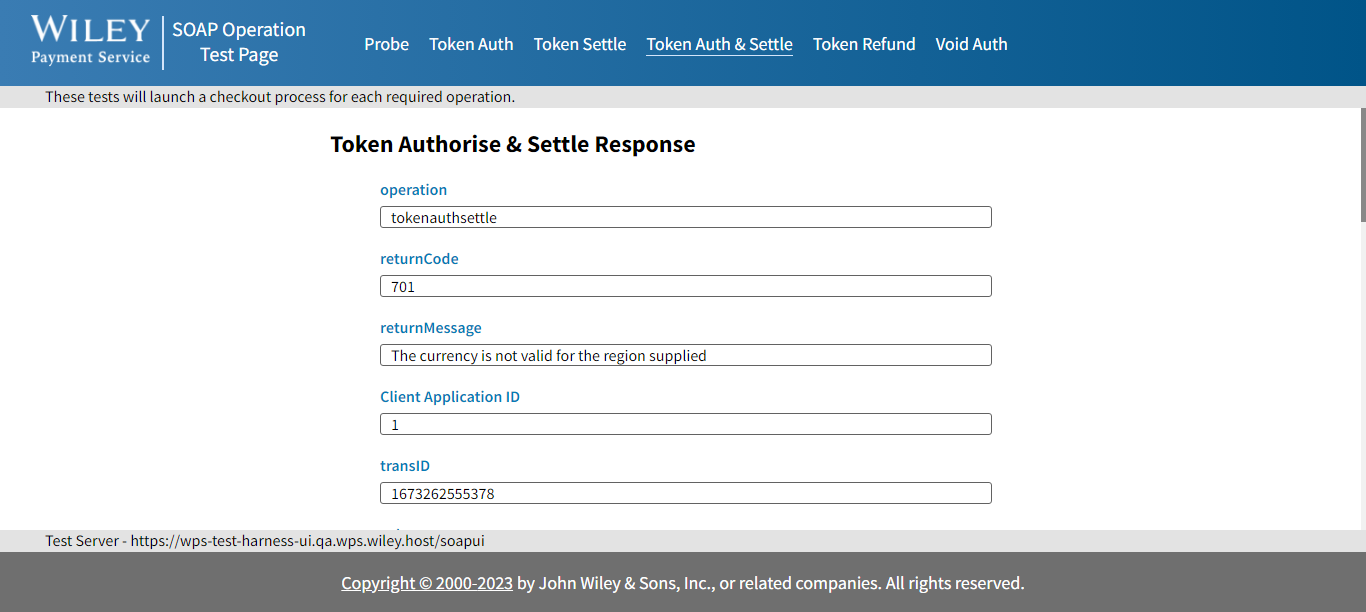 WILEY
Payment Service
SOAP Operation
Test Page
Probe Token Auth Token Settle Token Auth & Settle Token Refund Void Auth
These tests will launch a checkout process for each required operation.
Token Authorise & Settle Response
operation
tokenauthsettle
returnCode
701
returnMessage
The currency is not valid for the region supplied
Client Application ID
1
transID
1673262555378
Test Server - https://wps-test-harness-ui.qa.wps.wiley.host/soapui
Copyright © 2000-2023 by John Wiley & Sons, Inc., or related companies. All rights reserved.